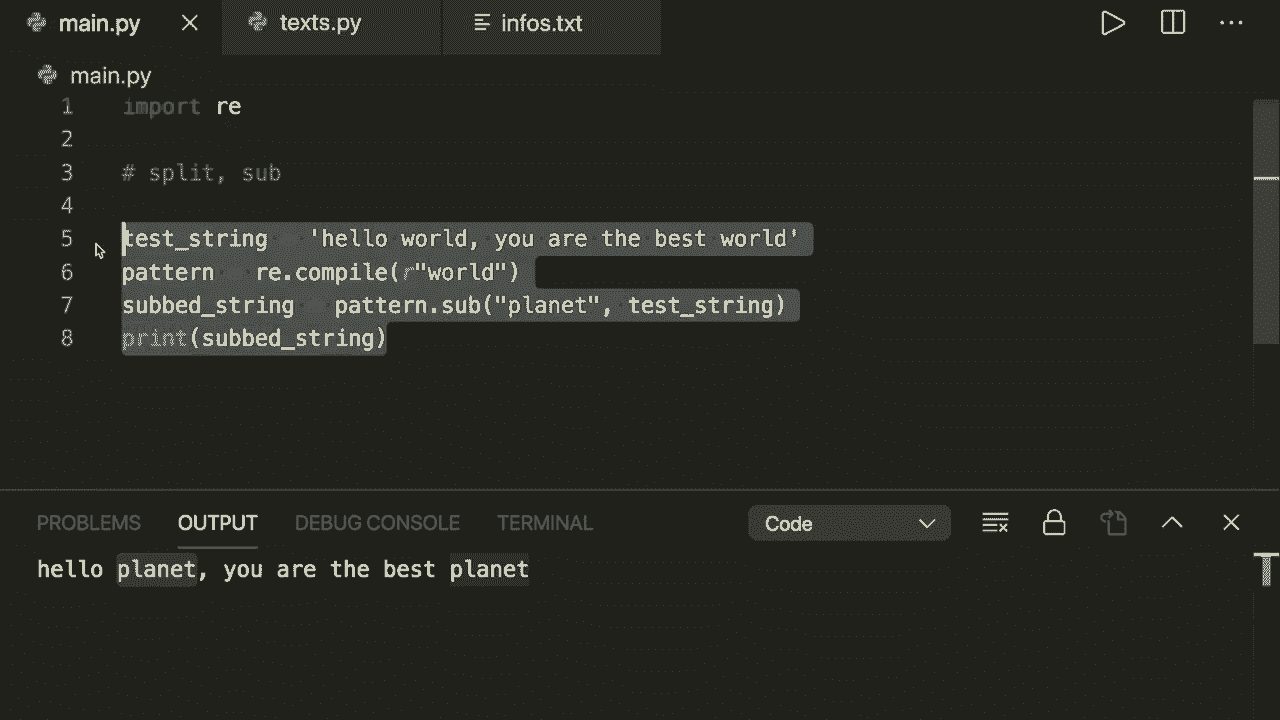 main.py texts.py infos.txt
main.py
1 import re
2
3 # split, sub
4
5 test_string 'hello world, you are the best world'
6 pattern re.compile(r"world")
7 subbed_string pattern.sub("planet", test_string)
8 print(subbed_string)
PROBLEMS OUTPUT DEBUG CONSOLE TERMINAL Code
hello planet, you are the best planet